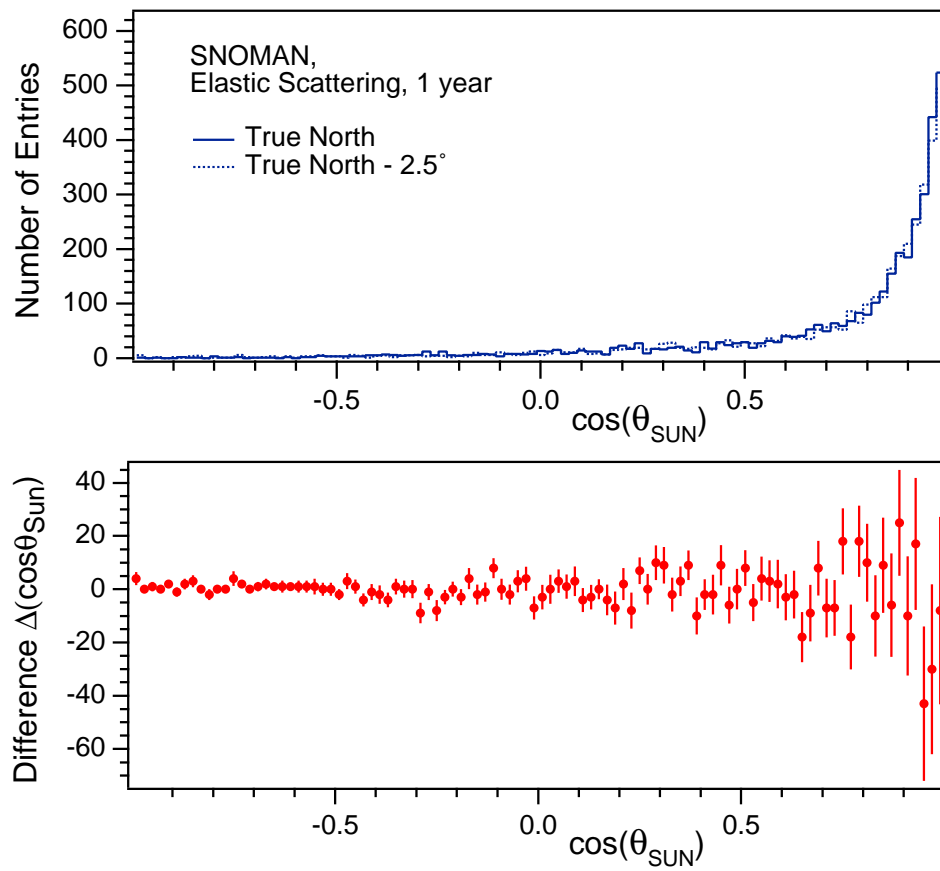 600
500
400
300
200
100
0
Number of Entries
SNOMAN,
Elastic Scattering, 1 year
True North
True North - 2.5°
-0.5
0.0
0.5
cos(θSUN)
40
20
0
-20
-40
-60
Difference Δ(cosθSun)
-0.5
0.0
0.5
cos(θSUN)